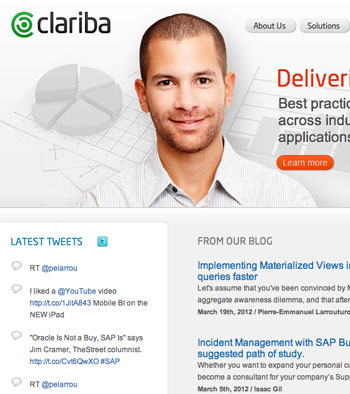 clariba
About Us
Solutions
Deliveri
Best practic
across indu
applications
Learn more
LATEST TWEETS
RT @pelarrou
I liked a @YouTube video
http://t.co/1JitA843 Mobile BI on the
NEW iPad
"Oracle Is Not a Buy, SAP Is" says
Jim Cramer, TheStreet columnist.
http://t.co/Cvt6QwXO #SAP
RT @pelarrou
FROM OUR BLOG
Implementing Materialized Views in
queries faster
Let's assume that you've been convinced by M
aggregate awareness dilemma, and that after
March 19th, 2012 / Pierre-Emmanuel Larrouturo
Incident Management with SAP Bu
suggested path of study.
Whether you want to expand your personal cu
become a consultant for your company's Supp
March 5th, 2012 / Isaac Gil